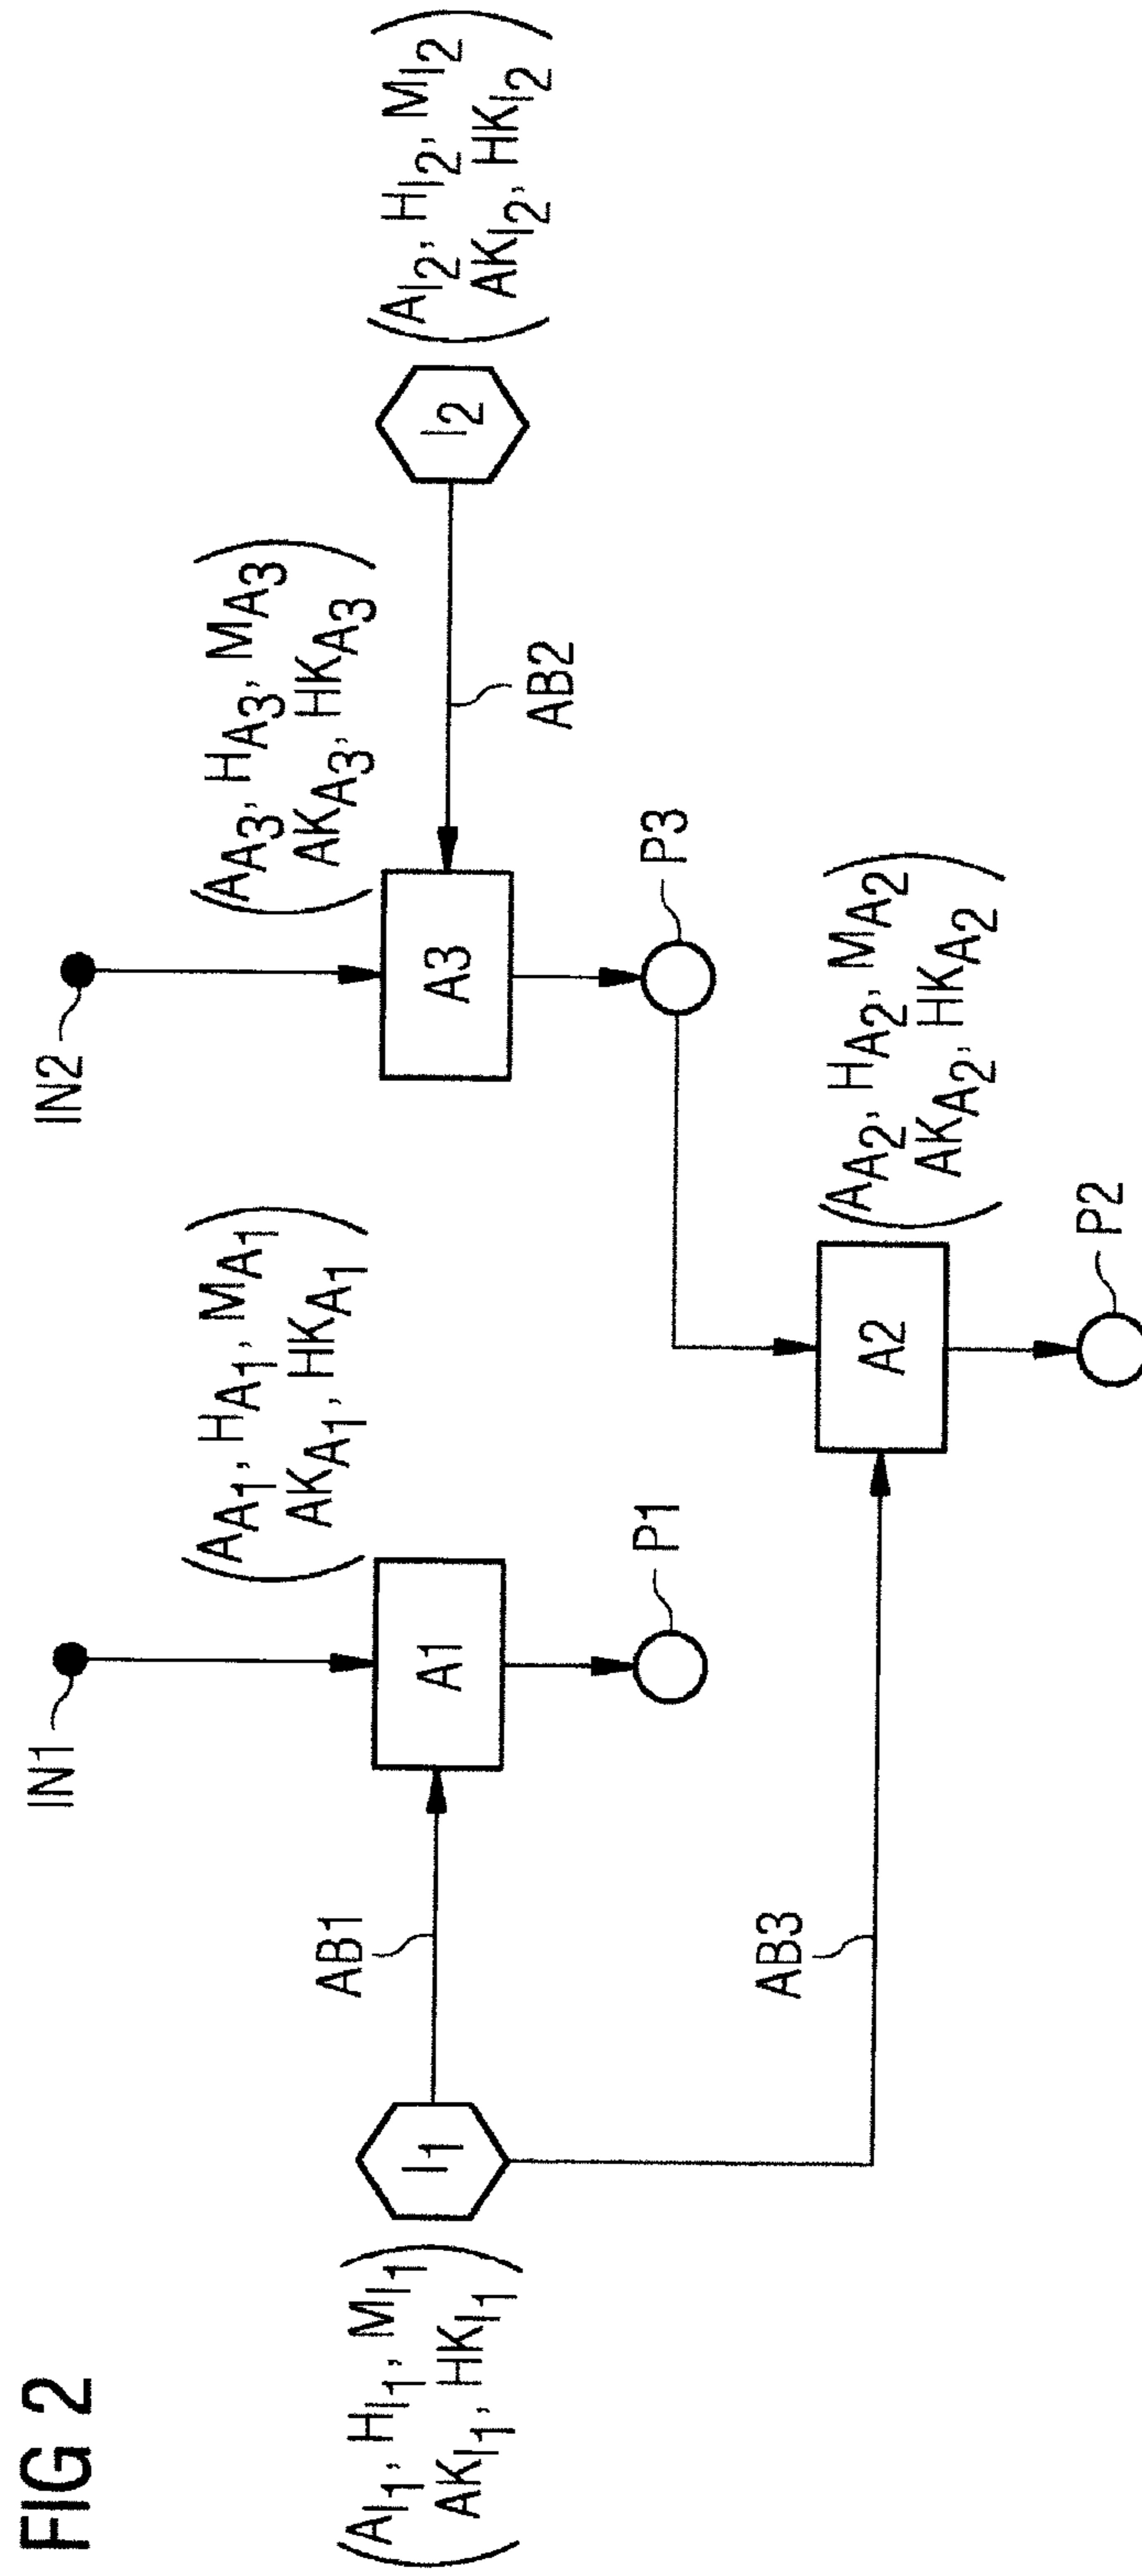 FIG 2
IN1
IN2
(A_A1, H_A1, M_A1
AK_A1, HK_A1)
(A_A3, H_A3, M_A3
AK_A3, HK_A3)
(A_I1, H_I1, M_I1
AK_I1, HK_I1)
I1
AB1
A1
A3
AB2
I2
(A_I2, H_I2, M_I2
AK_I2, HK_I2)
P1
P3
AB3
A2
(A_A2, H_A2, M_A2
AK_A2, HK_A2)
P2